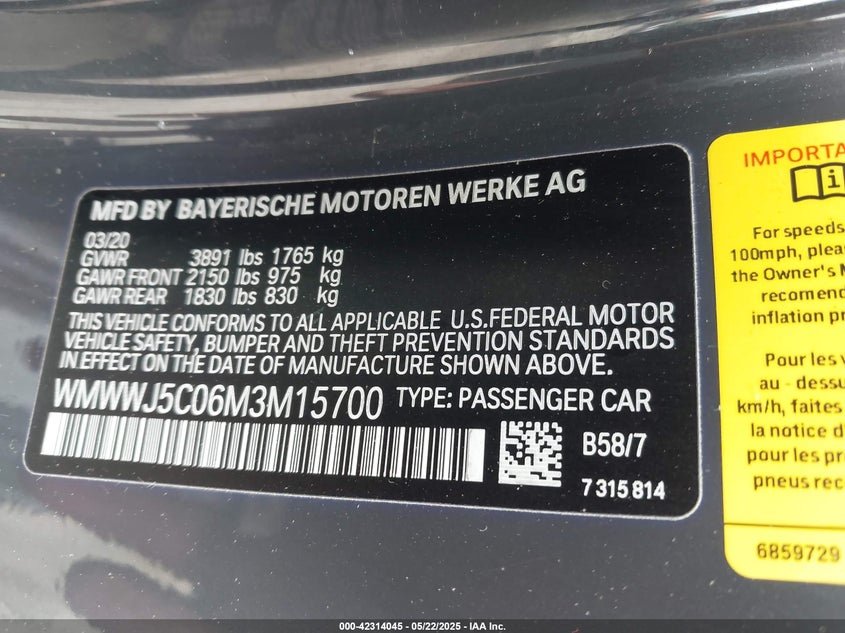 MFD BY BAYERISCHE MOTOREN WERKE AG
03/20
GVWR 3891 lbs 1765 kg
GAWR FRONT 2150 lbs 975 kg
GAWR REAR 1830 lbs 830 kg
THIS VEHICLE CONFORMS TO ALL APPLICABLE U.S.FEDERAL MOTOR
VEHICLE SAFETY, BUMPER AND THEFT PREVENTION STANDARDS
IN EFFECT ON THE DATE OF MANUFACTURE SHOWN ABOVE.
WMWWJ5C06M3M15700 TYPE: PASSENGER CAR
B58/7
7 315 814
IMPORTA
i
For speeds
100mph, plea
the Owner's M
recomend
inflation pr
Pour les v
au - dessu
km/h, faites
la notice d
pour les pr
pneus rec
6859729
000-42314045 - 05/22/2025 - IAA Inc.